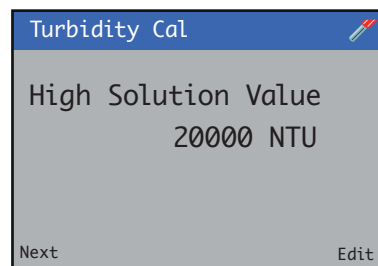 Turbidity Cal
High Solution Value
20000 NTU
Next Edit